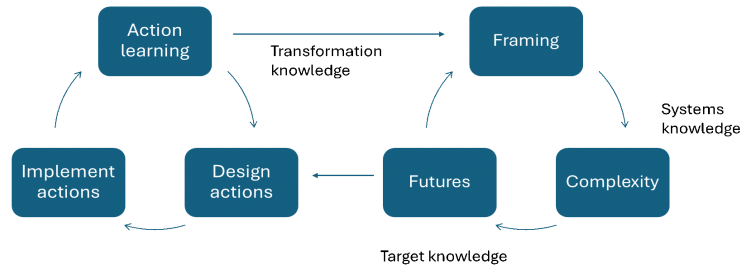 Action
learning
Framing
Transformation
knowledge
Systems
knowledge
Implement
actions
Design
actions
Futures
Complexity
Target knowledge